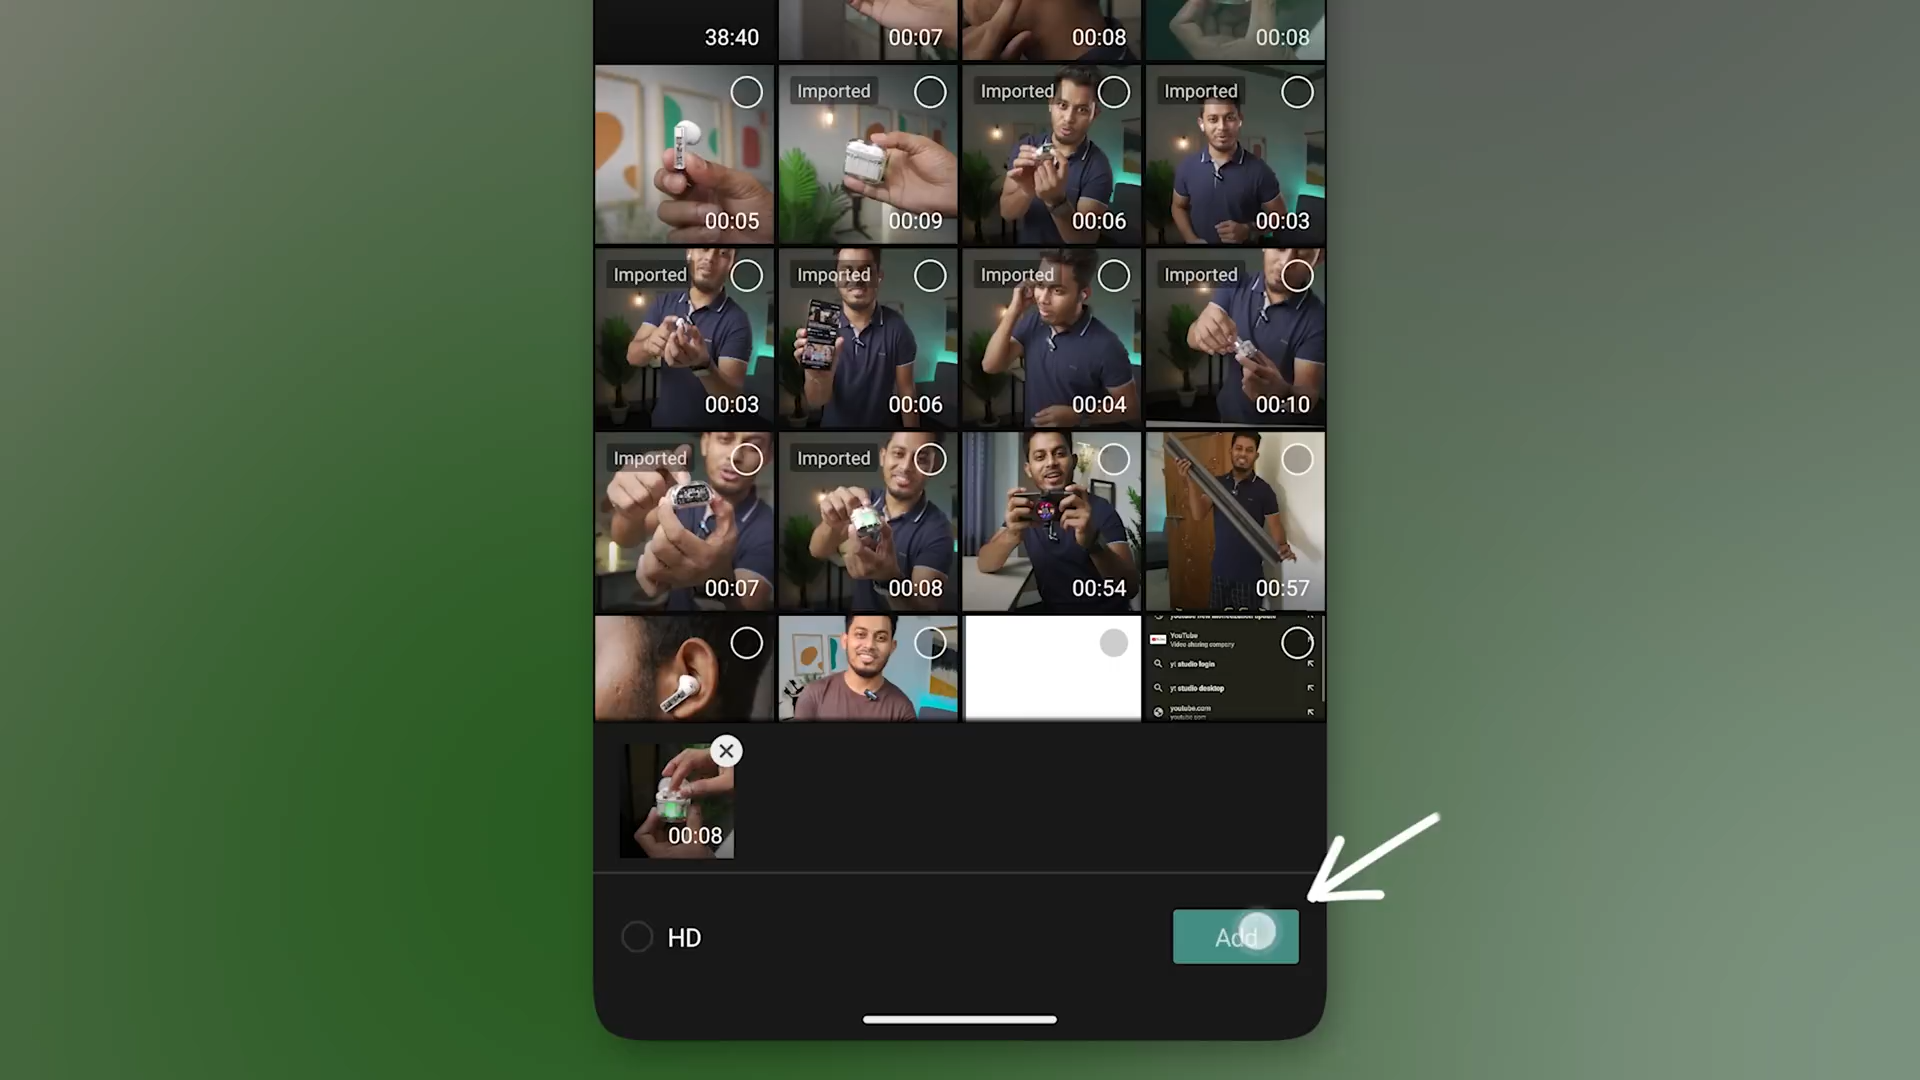 38:40
00:07
00:08
00:08
00:05
Imported
00:09
Imported
00:06
Imported
00:03
Imported
00:03
Imported
00:06
Imported
00:04
Imported
00:10
Imported
00:07
Imported
00:08
00:54
00:57
YouTube
Video sharing company
yt studio login
yt studio desktop
youtube.com
youtube.com
00:08
HD
Add